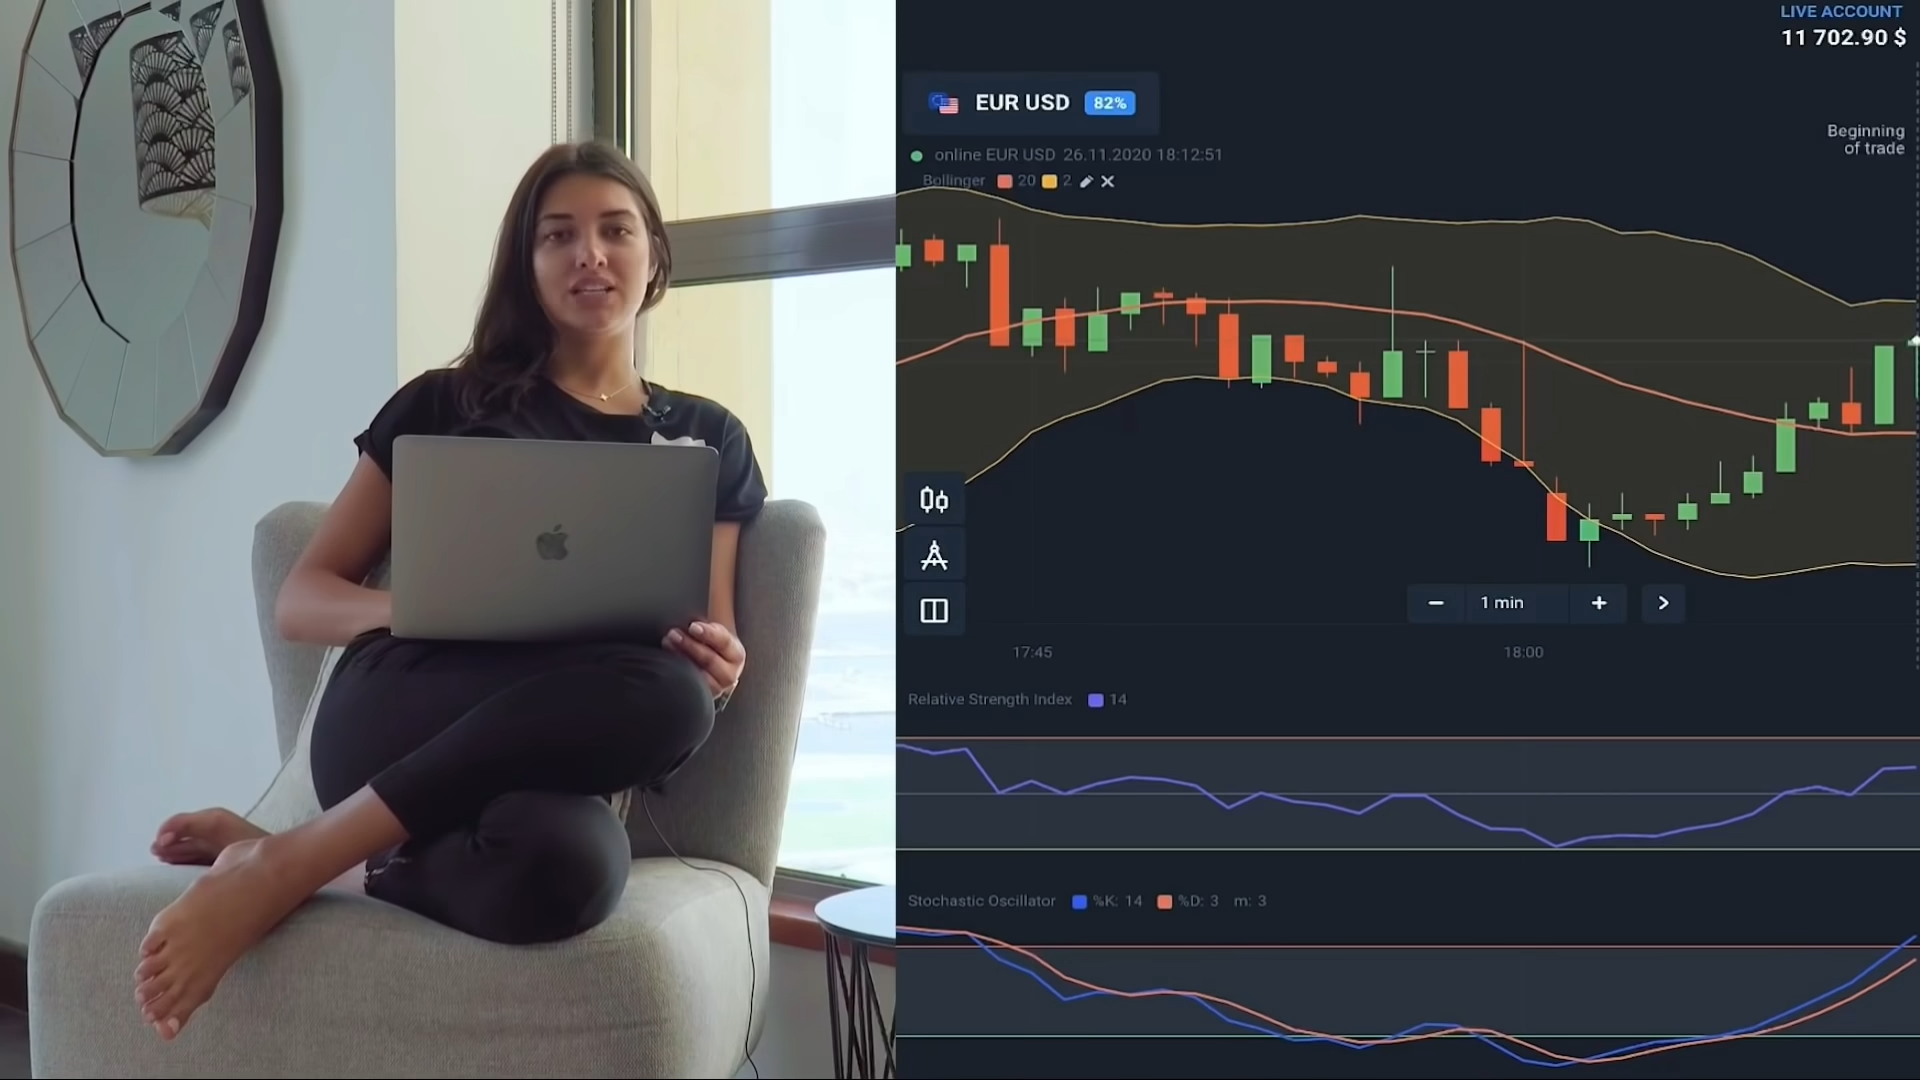 LIVE ACCOUNT
11 702.90 $
EUR USD 82%
Beginning
of trade
online EUR USD 26.11.2020 18:12:51
Bollinger 20 2
1 min
17:45 18:00
Relative Strength Index 14
Stochastic Oscillator %K: 14 %D: 3 m: 3